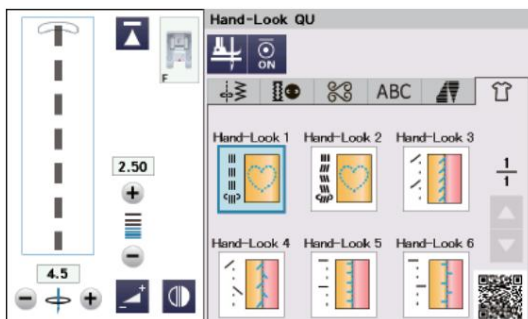 Hand-Look QU
ON
F
ABC
Hand-Look 1
Hand-Look 2
Hand-Look 3
2.50
1
1
Hand-Look 4
Hand-Look 5
Hand-Look 6
4.5